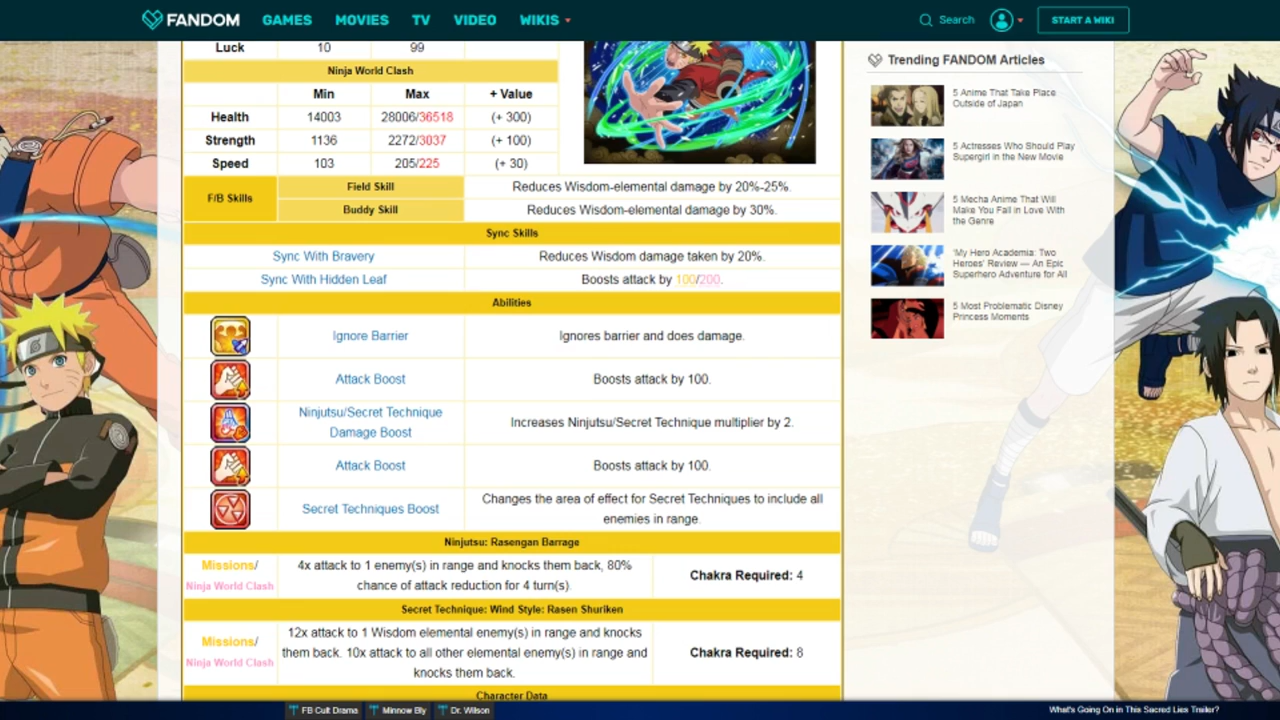 FANDOM GAMES MOVIES TV VIDEO WIKIS Search START A WIKI
Luck 10 99
Ninja World Clash
Min Max + Value
Health 14003 28006/36518 (+ 300)
Strength 1136 2272/3037 (+ 100)
Speed 103 205/225 (+ 30)
F/B Skills
Field Skill Reduces Wisdom-elemental damage by 20%-25%.
Buddy Skill Reduces Wisdom-elemental damage by 30%.
Sync Skills
Sync With Bravery Reduces Wisdom damage taken by 20%.
Sync With Hidden Leaf Boosts attack by 100/200.
Abilities
Ignore Barrier Ignores barrier and does damage.
Attack Boost Boosts attack by 100.
Ninjutsu/Secret Technique
Damage Boost
Increases Ninjutsu/Secret Technique multiplier by 2.
Attack Boost Boosts attack by 100.
Secret Techniques Boost
Changes the area of effect for Secret Techniques to include all
enemies in range.
Ninjutsu: Rasengan Barrage
Missions/
Ninja World Clash
4x attack to 1 enemy(s) in range and knocks them back, 80%
chance of attack reduction for 4 turn(s).
Chakra Required: 4
Secret Technique: Wind Style: Rasen Shuriken
Missions/
Ninja World Clash
12x attack to 1 Wisdom elemental enemy(s) in range and knocks
them back. 10x attack to all other elemental enemy(s) in range and
knocks them back.
Chakra Required: 8
Character Data
Trending FANDOM Articles
5 Anime That Take Place
Outside of Japan
5 Actresses Who Should Play
Supergirl in the New Movie
5 Mecha Anime That Will
Make You Fall in Love With
the Genre
'My Hero Academia: Two
Heroes' Review — An Epic
Superhero Adventure for All
5 Most Problematic Disney
Princess Moments
FB Cult Drama Minnow Bly Dr. Wilson What's Going On in This Sacred Lies Trailer?